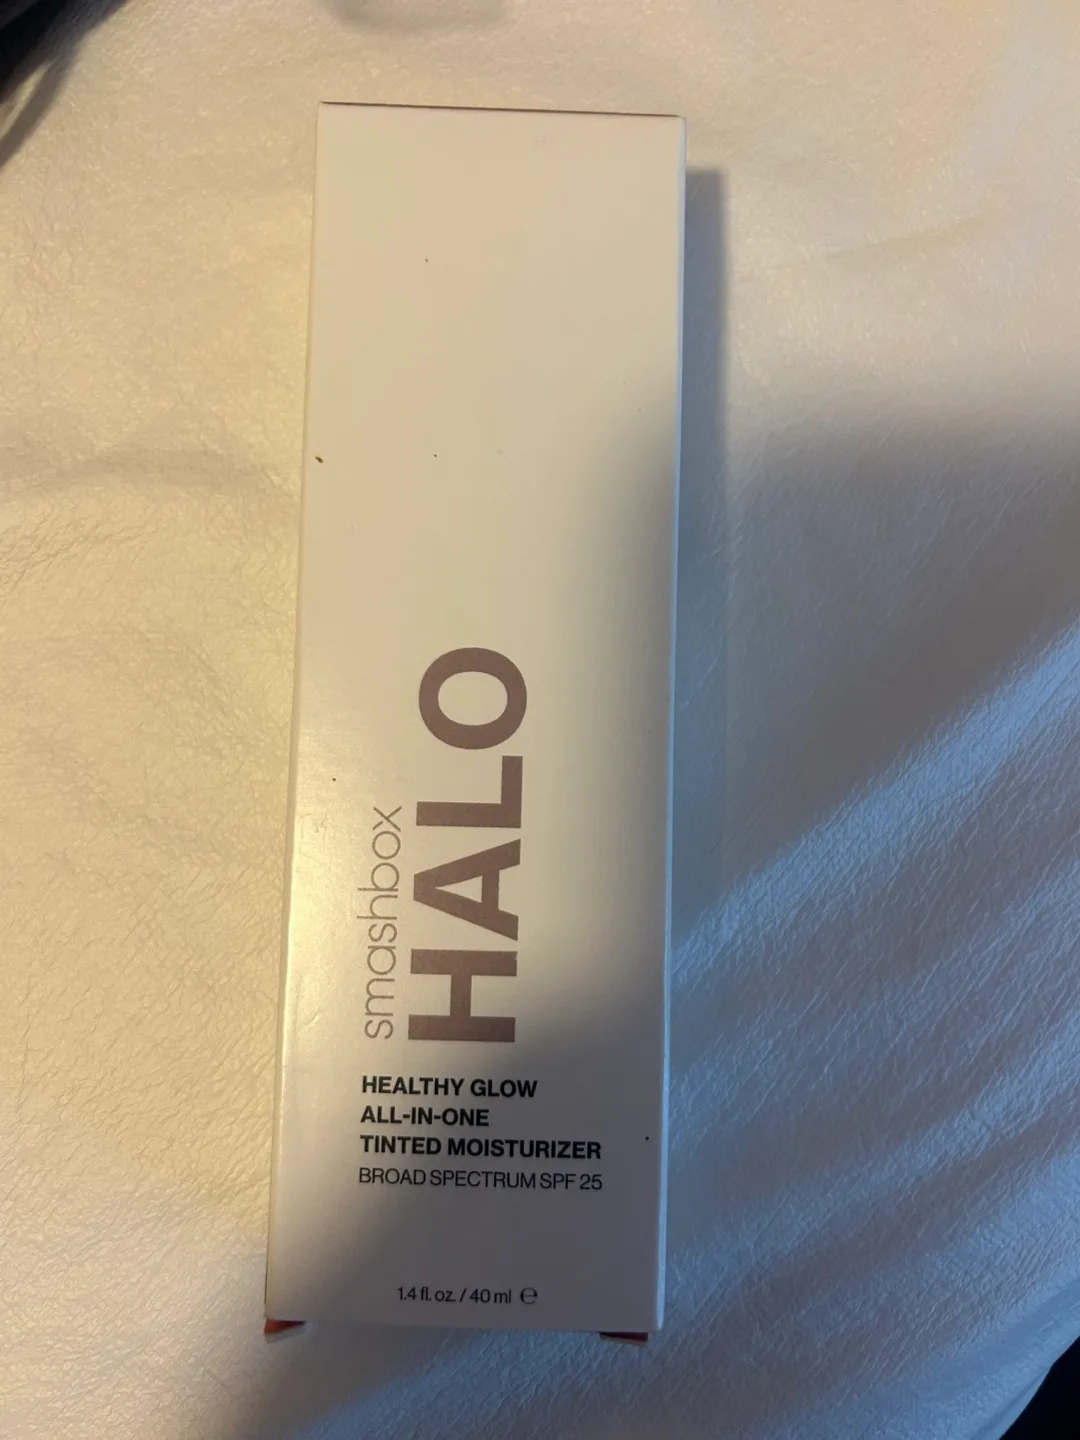 smashbox
HALO
HEALTHY GLOW
ALL-IN-ONE
TINTED MOISTURIZER
BROAD SPECTRUM SPF 25
1.4 fl. oz. / 40 ml ℮